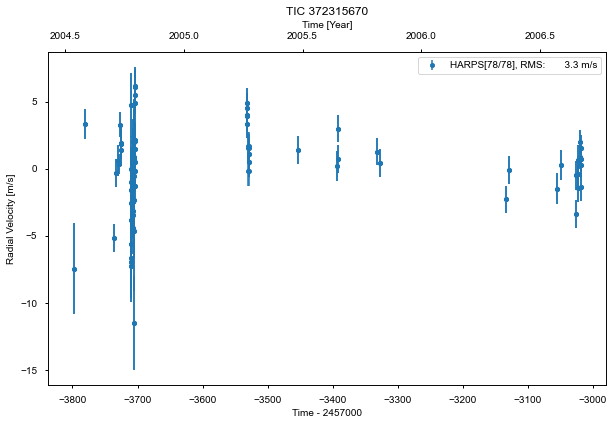 TIC 372315670
Time [Year]
2004.5 2005.0 2005.5 2006.0 2006.5
HARPS[78/78], RMS: 3.3 m/s
5
0
−5
−10
−15
Radial Velocity [m/s]
−3800 −3700 −3600 −3500 −3400 −3300 −3200 −3100 −3000
Time - 2457000